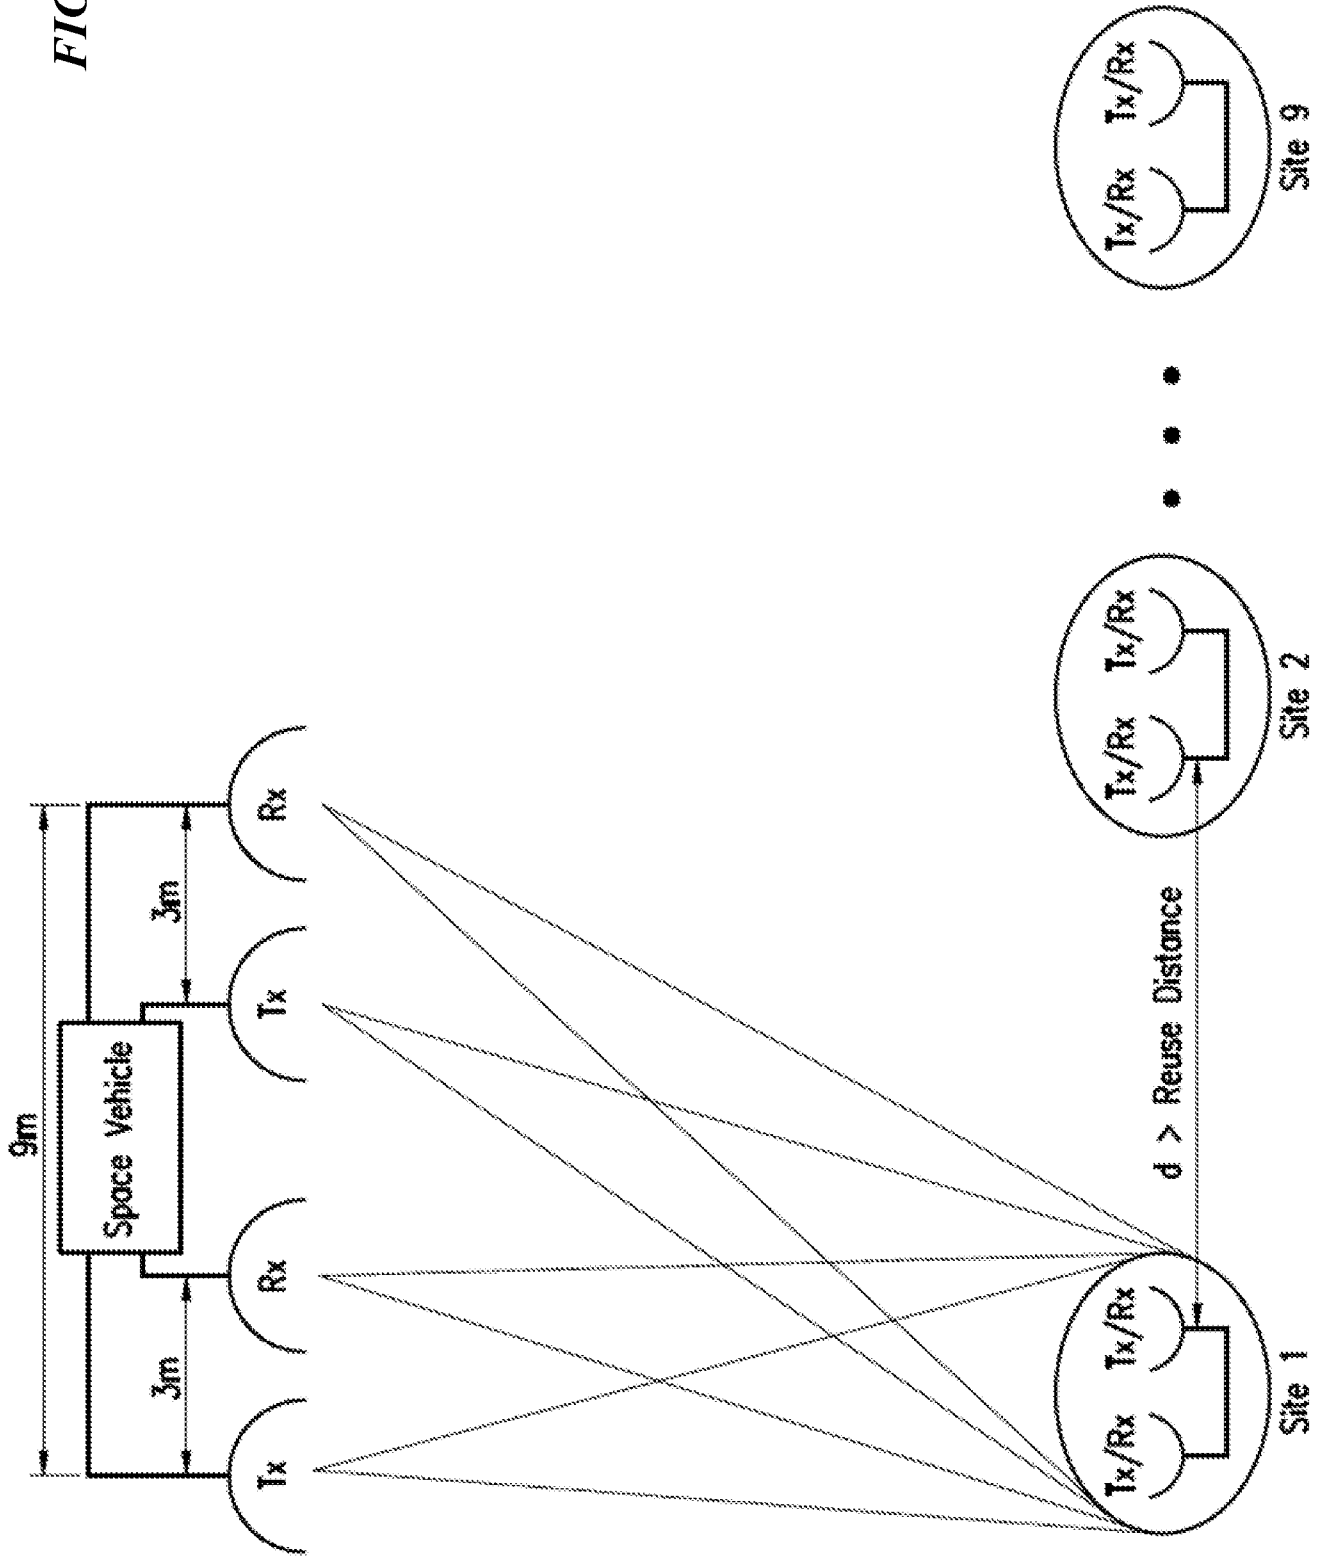 9m
Space Vehicle
3m
3m
Tx
Rx
Tx
Rx
Tx/Rx
Tx/Rx
Tx/Rx
Tx/Rx
Tx/Rx
Tx/Rx
d > Reuse Distance
Site 1
Site 2
Site 9